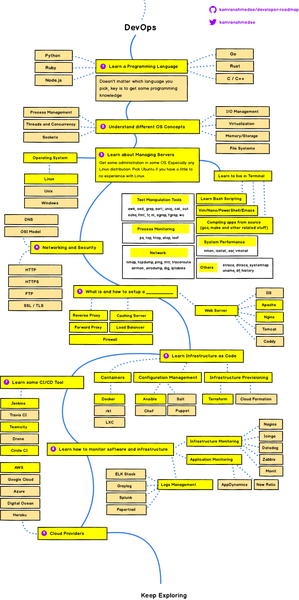 kamranahmedse/developer-roadmap
kamranahmedse
DevOps
Python
Ruby
Node.js
1 Learn a Programming Language
Doesn't matter which language you
pick, key is to get some programming
knowledge
Go
Rust
C / C++
Process Management
Threads and Concurrency
Sockets
2 Understand different OS Concepts
I/O Management
Virtualization
Memory/Storage
File Systems
Operating System
Linux
Unix
Windows
3 Learn about Managing Servers
Get some administration in some OS. Especially any
Linux distribution. Pick Ubuntu if you have a little to
no experience with Linux
Learn to live in Terminal
Text Manipulation Tools
Process Monitoring
ps, top, htop, atop, lsof
Network
Learn Bash Scripting
Vim/Nano/PowerShell/Emacs
Compiling apps from source
(gcc, make and other related stuff)
System Performance
Others
DNS
OSI Model
4 Networking and Security
HTTP
HTTPS
FTP
SSL / TLS
5 What is and how to setup a ________
Reverse Proxy
Caching Server
Forward Proxy
Load Balancer
Firewall
Web Server
IIS
Apache
Nginx
Tomcat
Caddy
6 Learn Infrastructure as Code
Containers
Configuration Management
Infrastructure Provisioning
Docker
rkt
LXC
Ansible
Salt
Chef
Puppet
Terraform
Cloud Formation
7 Learn some CI/CD Tool
Jenkins
Travis CI
Teamcity
Drone
Circle CI
8 Learn how to monitor software and infrastructure
Infrastructure Monitoring
Application Monitoring
Nagios
Icinga
Datadog
Zabbix
Monit
AWS
Google Cloud
Azure
Digital Ocean
Heroku
ELK Stack
Graylog
Splunk
Papertrail
Logs Management
AppDynamics
New Relic
9 Cloud Providers
Keep Exploring